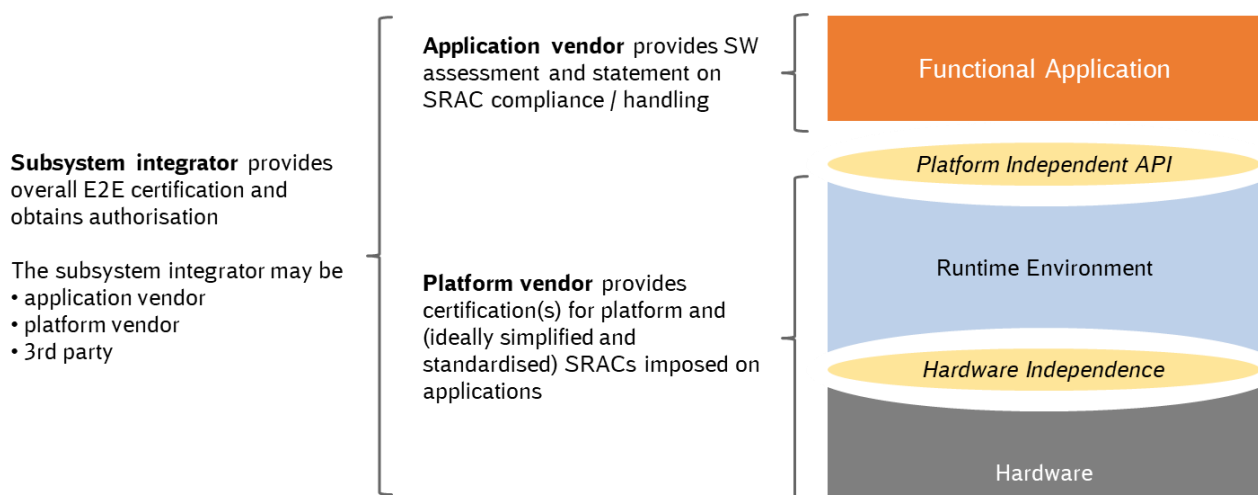 Subsystem integrator provides
overall E2E certification and
obtains authorisation
The subsystem integrator may be
• application vendor
• platform vendor
• 3rd party
Application vendor provides SW
assessment and statement on
SRAC compliance / handling
Platform vendor provides
certification(s) for platform and
(ideally simplified and
standardised) SRACs imposed on
applications
Functional Application
Platform Independent API
Runtime Environment
Hardware Independence
Hardware